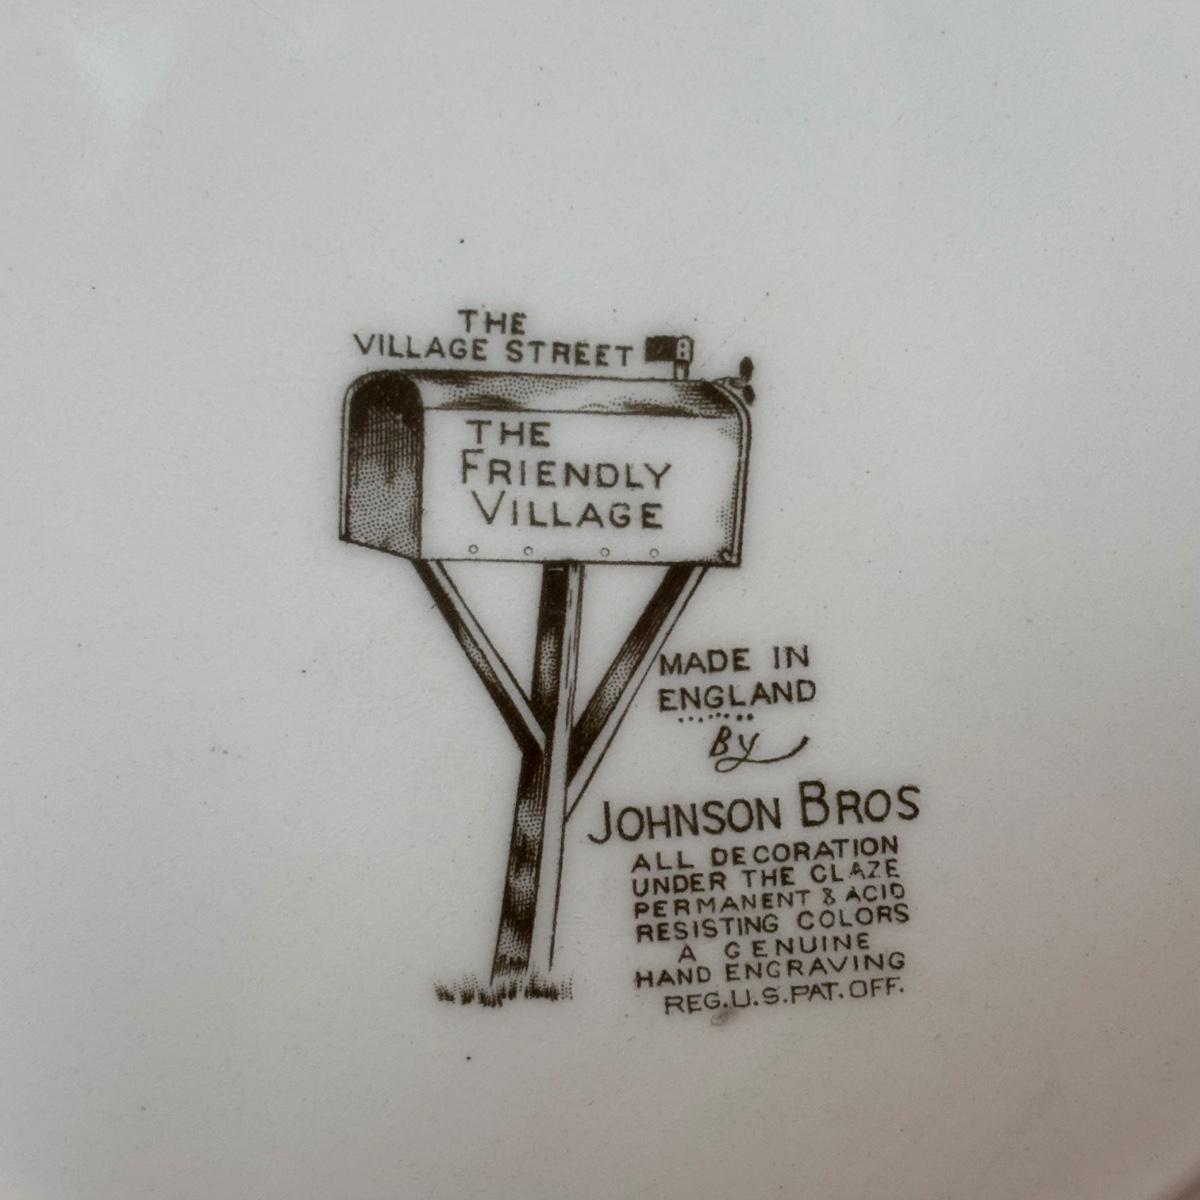 THE
VILLAGE STREET
THE
FRIENDLY
VILLAGE
MADE IN
ENGLAND
By
JOHNSON BROS
ALL DECORATION
UNDER THE GLAZE
PERMANENT & ACID
RESISTING COLORS
A GENUINE
HAND ENGRAVING
REG.U.S.PAT.OFF.